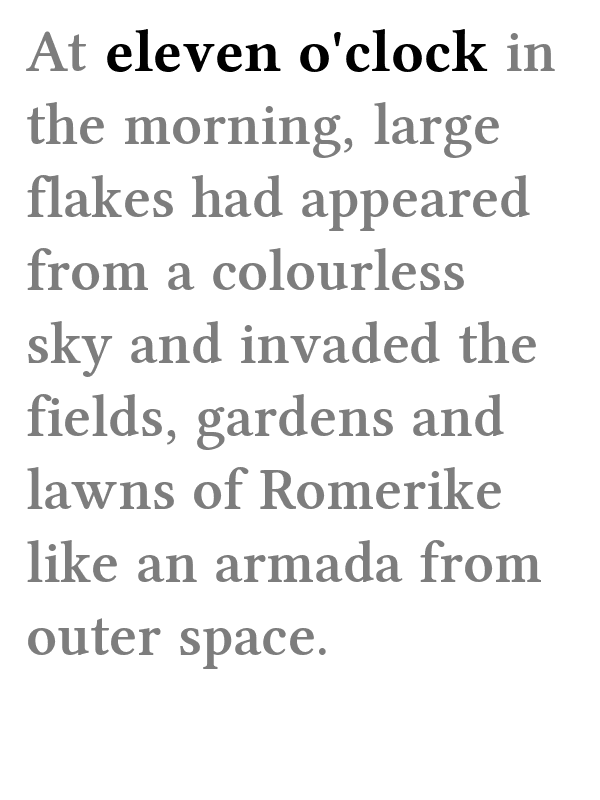 At eleven o'clock in
the morning, large
flakes had appeared
from a colourless
sky and invaded the
fields, gardens and
lawns of Romerike
like an armada from
outer space.